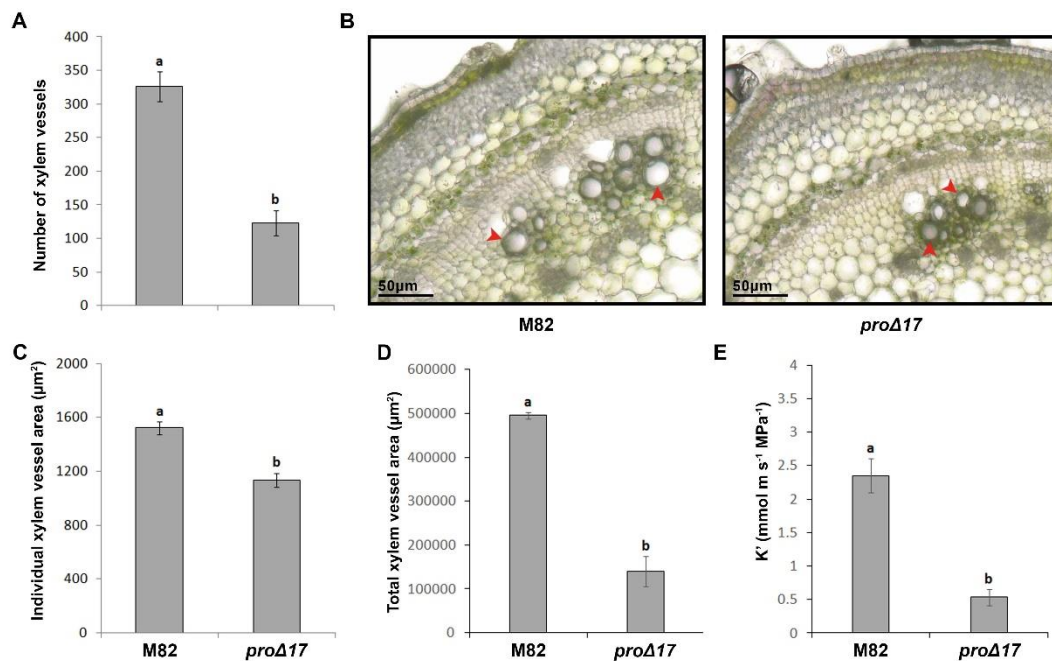 A
Number of xylem vessels
400
350
300
250
200
150
100
50
0
a
b
B
50μm
M82
50μm
proΔ17
C
Individual xylem vessel area (μm²)
2000
1600
1200
800
400
0
a
b
M82
proΔ17
D
Total xylem vessel area (μm²)
600000
500000
400000
300000
200000
100000
0
a
b
M82
proΔ17
E
K' (mmol m s⁻¹ MPa⁻¹)
4
3.5
3
2.5
2
1.5
1
0.5
0
a
b
M82
proΔ17